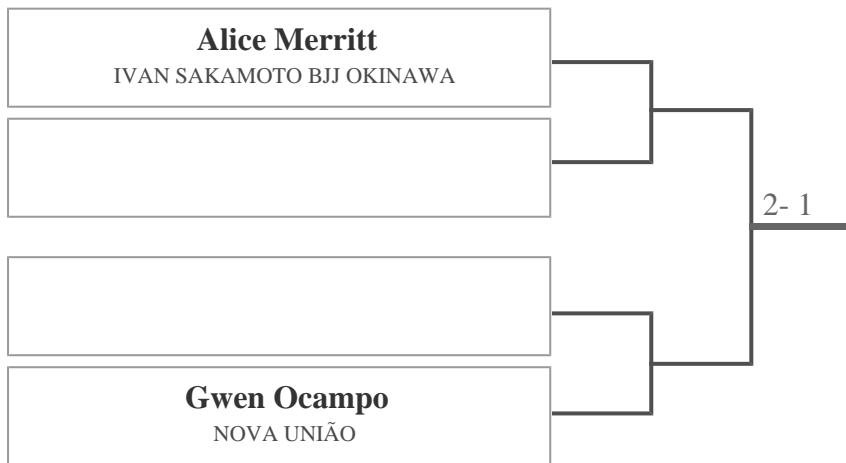 Alice Merritt
IVAN SAKAMOTO BJJ OKINAWA
2- 1
Gwen Ocampo
NOVA UNIÃO